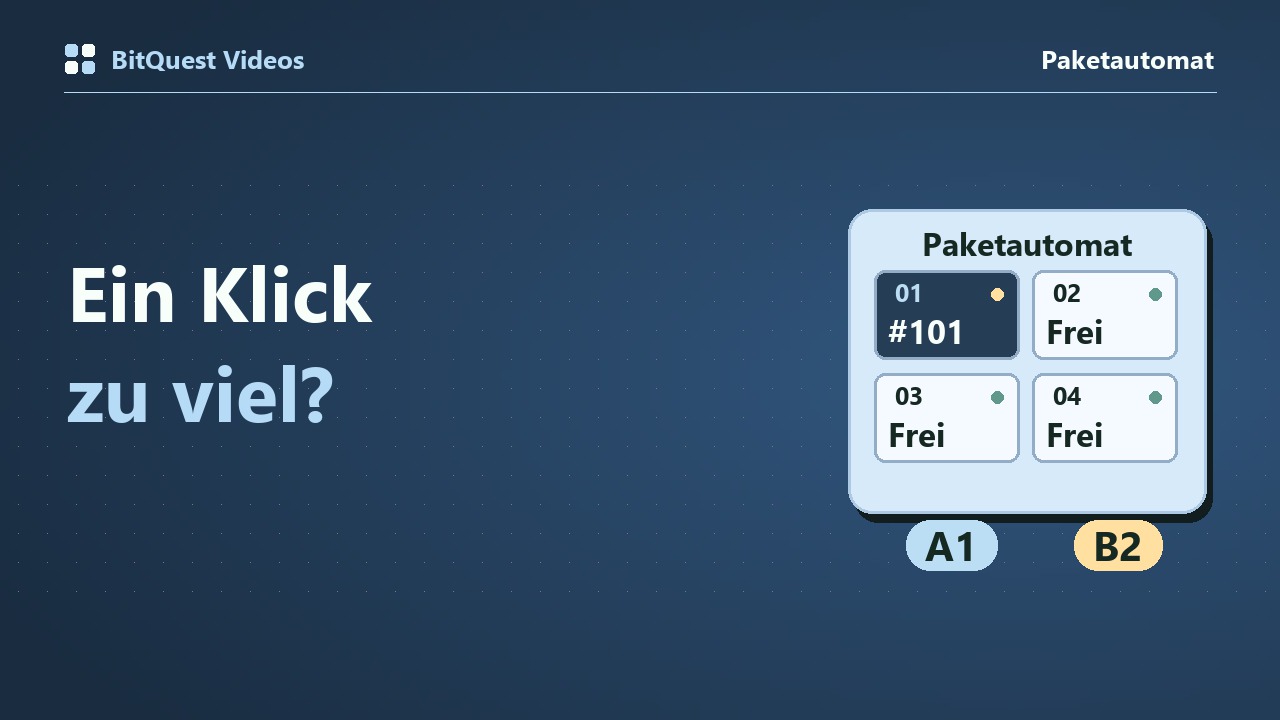 BitQuest Videos
Paketautomat
Ein Klick
zu viel?
Paketautomat
01
#101
02
Frei
03
Frei
04
Frei
A1
B2